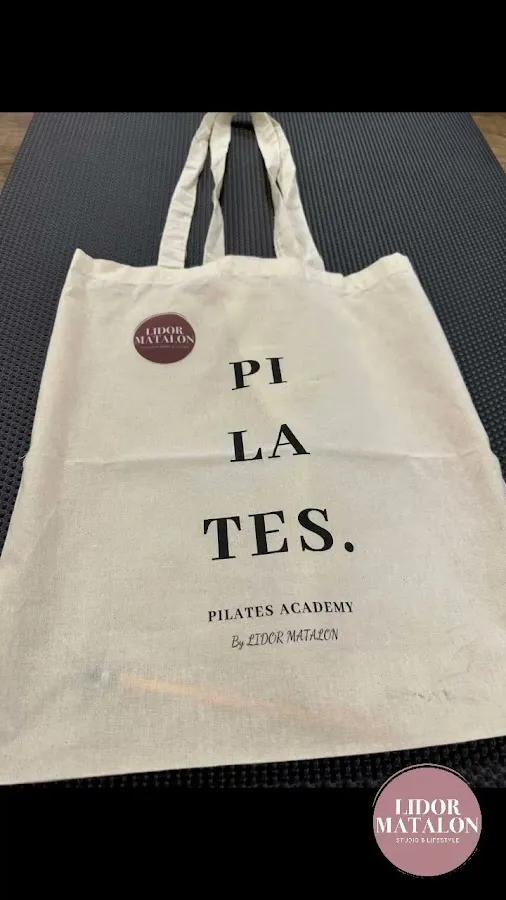 LIDOR
MATALON
PI
LA
TES.
PILATES ACADEMY
By LIDOR MATALON
LIDOR
MATALON
STUDIO & LIFESTYLE